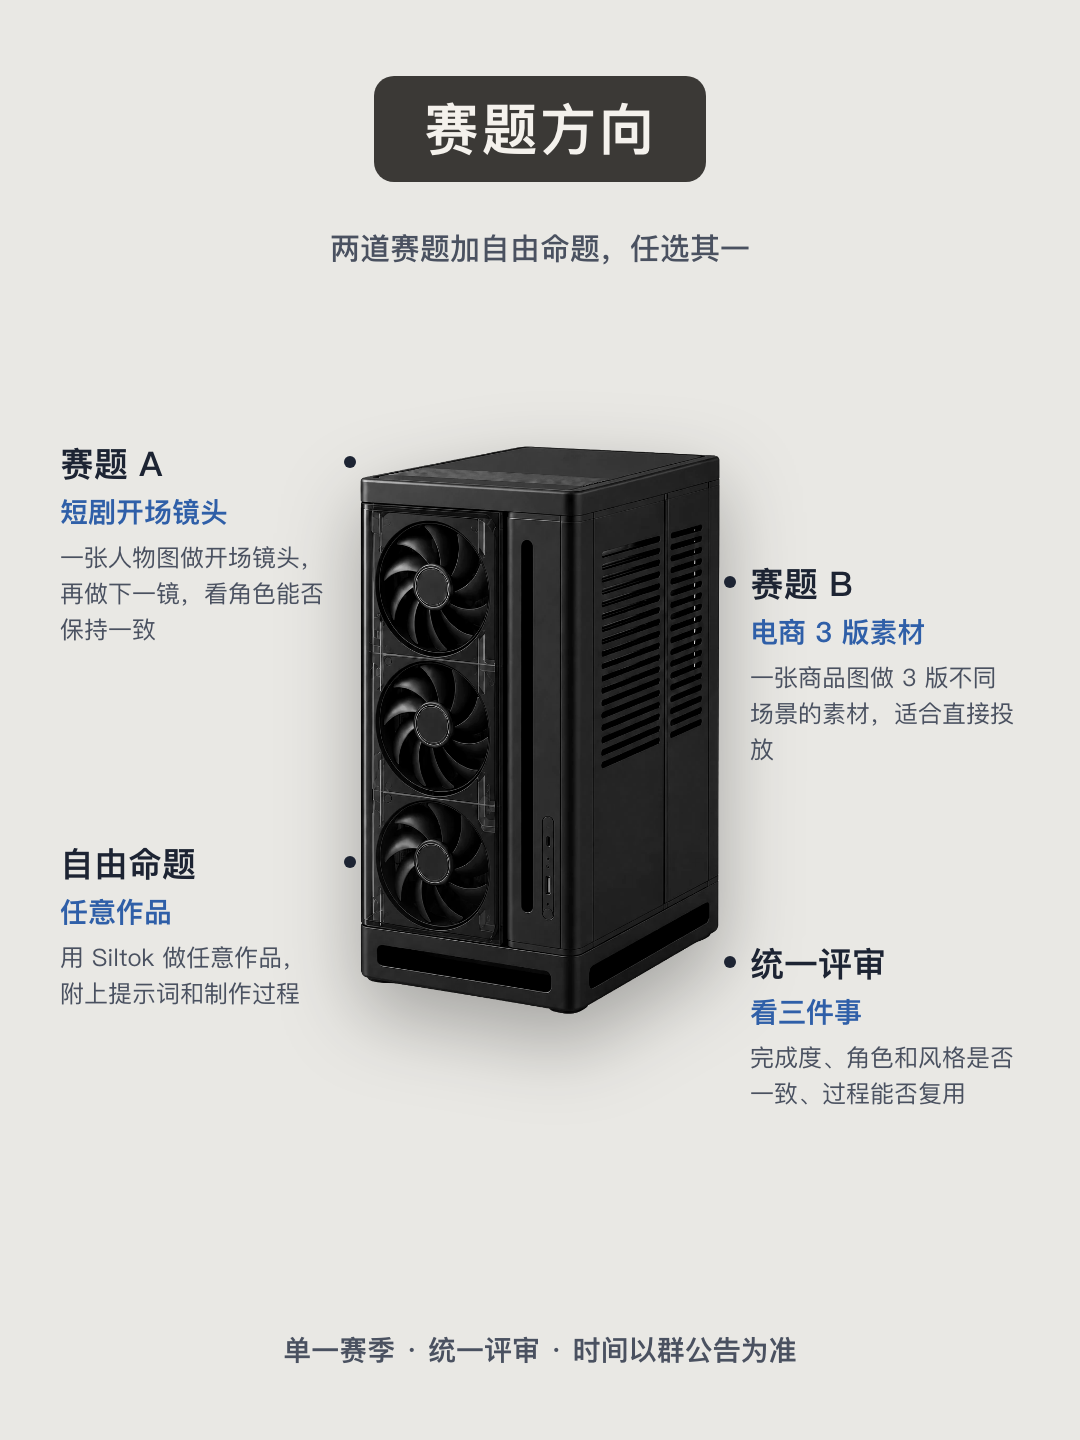 赛题方向
两道赛题加自由命题，任选其一
赛题 A
短剧开场镜头
一张人物图做开场镜头，
再做下一镜，看角色能否
保持一致
赛题 B
电商 3 版素材
一张商品图做 3 版不同
场景的素材，适合直接投
放
自由命题
任意作品
用 Siltok 做任意作品，
附上提示词和制作过程
统一评审
看三件事
完成度、角色和风格是否
一致、过程能否复用
单一赛季 · 统一评审 · 时间以群公告为准